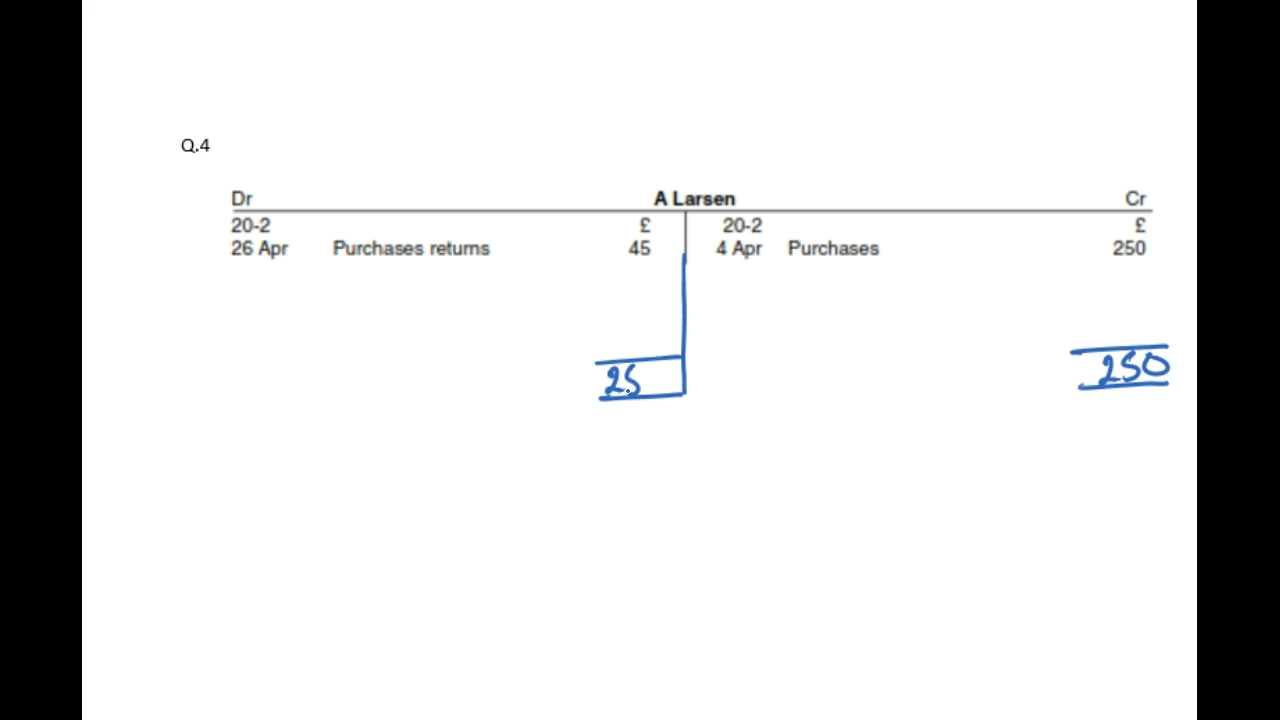 Q.4
Dr A Larsen Cr
20-2 £ 20-2 £
26 Apr Purchases returns 45 4 Apr Purchases 250
25 250